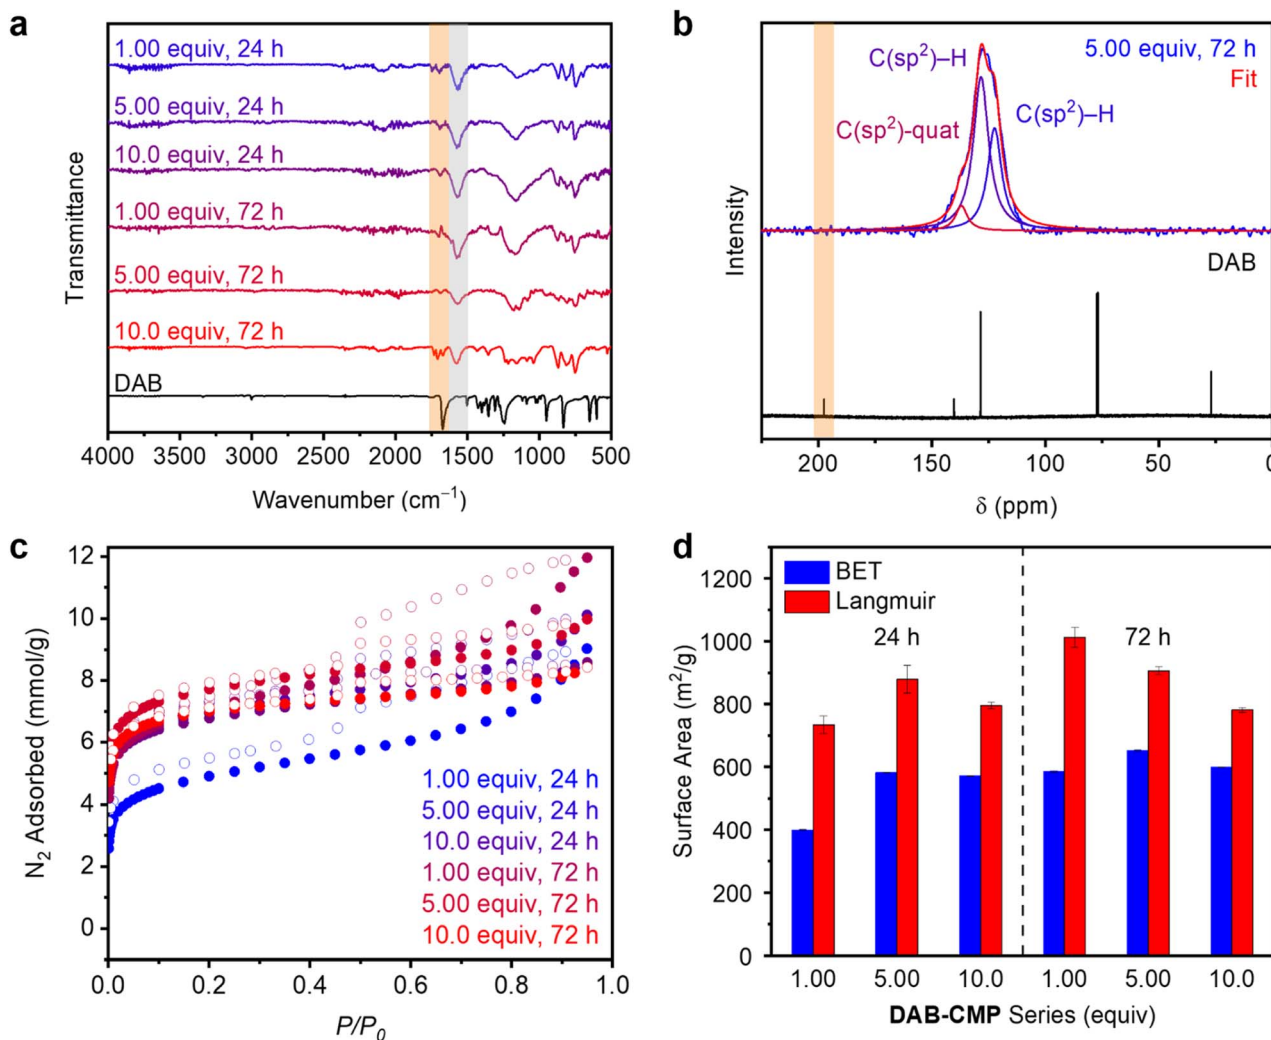 a
1.00 equiv, 24 h
5.00 equiv, 24 h
10.0 equiv, 24 h
1.00 equiv, 72 h
5.00 equiv, 72 h
10.0 equiv, 72 h
DAB
Transmittance
4000 3500 3000 2500 2000 1500 1000 500
Wavenumber (cm⁻¹)
b
5.00 equiv, 72 h
Fit
C(sp²)–H
C(sp²)–H
C(sp²)-quat
DAB
Intensity
200 150 100 50 0
δ (ppm)
c
N₂ Adsorbed (mmol/g)
12
10
8
6
4
2
0
1.00 equiv, 24 h
5.00 equiv, 24 h
10.0 equiv, 24 h
1.00 equiv, 72 h
5.00 equiv, 72 h
10.0 equiv, 72 h
0.0 0.2 0.4 0.6 0.8 1.0
P/P₀
d
BET
Langmuir
24 h 72 h
Surface Area (m²/g)
1200
1000
800
600
400
200
0
1.00 5.00 10.0 1.00 5.00 10.0
DAB-CMP Series (equiv)